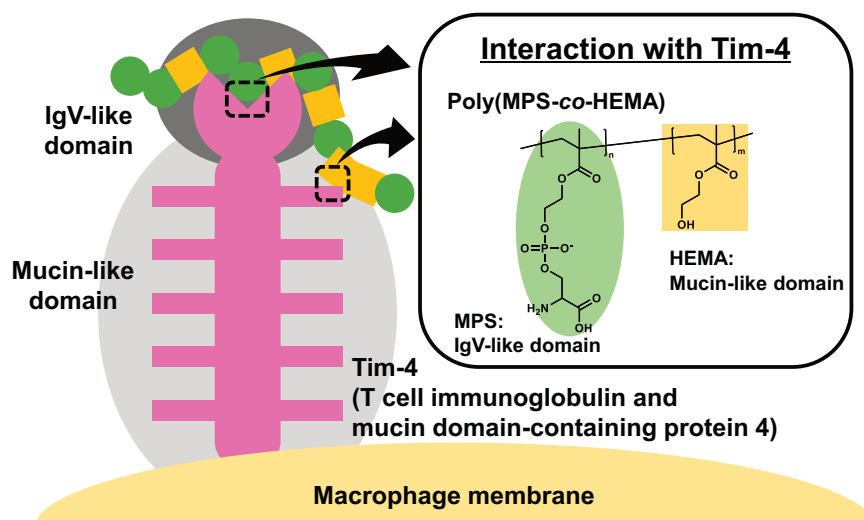 Interaction with Tim-4
Poly(MPS-co-HEMA)
n
m
O
O
O
O
O
P
O-
O
O
H2N
O
OH
OH
HEMA:
Mucin-like domain
MPS:
IgV-like domain
IgV-like
domain
Mucin-like
domain
Tim-4
(T cell immunoglobulin and
mucin domain-containing protein 4)
Macrophage membrane